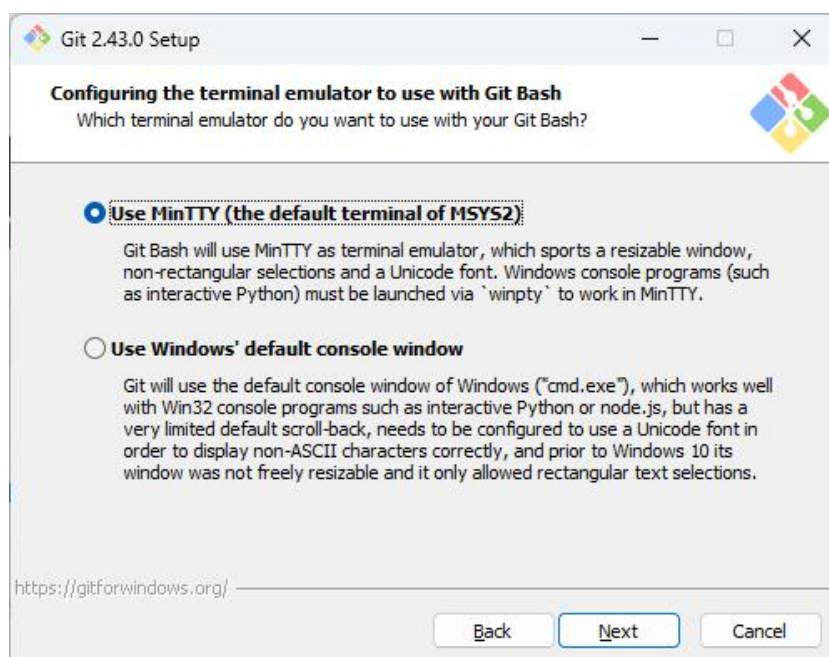 Git 2.43.0 Setup
Configuring the terminal emulator to use with Git Bash
Which terminal emulator do you want to use with your Git Bash?
Use MinTTY (the default terminal of MSYS2)
Git Bash will use MinTTY as terminal emulator, which sports a resizable window,
non-rectangular selections and a Unicode font. Windows console programs (such
as interactive Python) must be launched via `winpty` to work in MinTTY.
Use Windows' default console window
Git will use the default console window of Windows ("cmd.exe"), which works well
with Win32 console programs such as interactive Python or node.js, but has a
very limited default scroll-back, needs to be configured to use a Unicode font in
order to display non-ASCII characters correctly, and prior to Windows 10 its
window was not freely resizable and it only allowed rectangular text selections.
https://gitforwindows.org/
Back Next Cancel